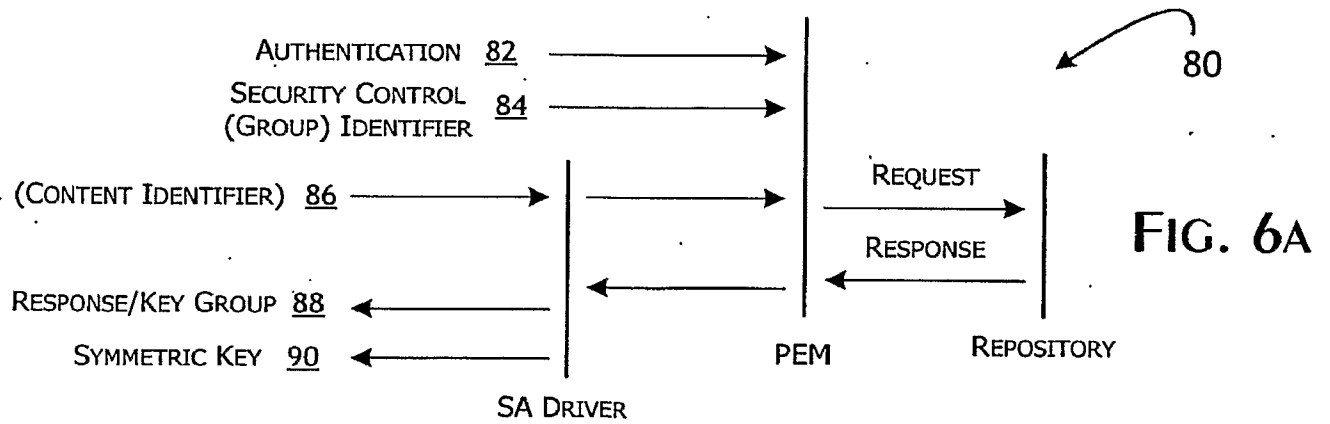 AUTHENTICATION 82
80
SECURITY CONTROL 84
(GROUP) IDENTIFIER
(CONTENT IDENTIFIER) 86
REQUEST
FIG. 6A
RESPONSE
RESPONSE/KEY GROUP 88
SYMMETRIC KEY 90
PEM
REPOSITORY
SA DRIVER